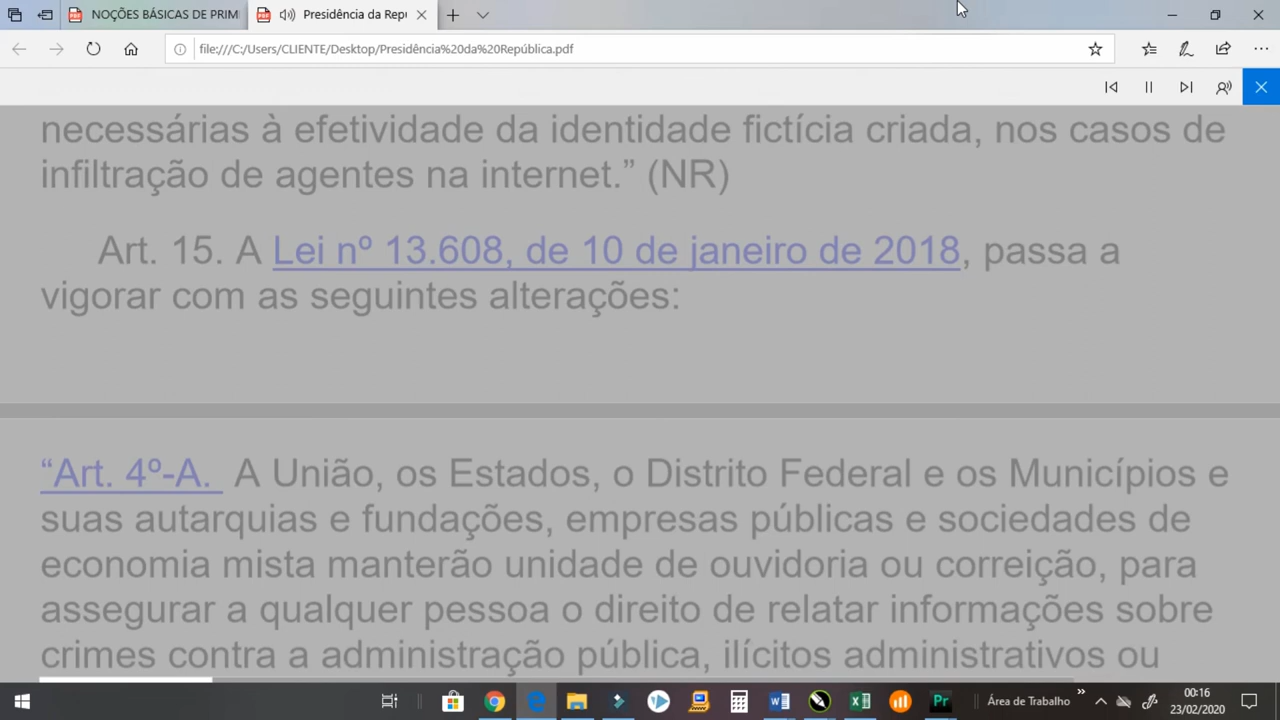 NOÇÕES BÁSICAS DE PRIM
Presidência da Repú
file:///C:/Users/CLIENTE/Desktop/Presidência%20da%20República.pdf
necessárias à efetividade da identidade fictícia criada, nos casos de
infiltração de agentes na internet.” (NR)
Art. 15. A Lei nº 13.608, de 10 de janeiro de 2018, passa a
vigorar com as seguintes alterações:
“Art. 4º-A. A União, os Estados, o Distrito Federal e os Municípios e
suas autarquias e fundações, empresas públicas e sociedades de
economia mista manterão unidade de ouvidoria ou correição, para
assegurar a qualquer pessoa o direito de relatar informações sobre
crimes contra a administração pública, ilícitos administrativos ou
Pr
Área de Trabalho
00:16
23/02/2020